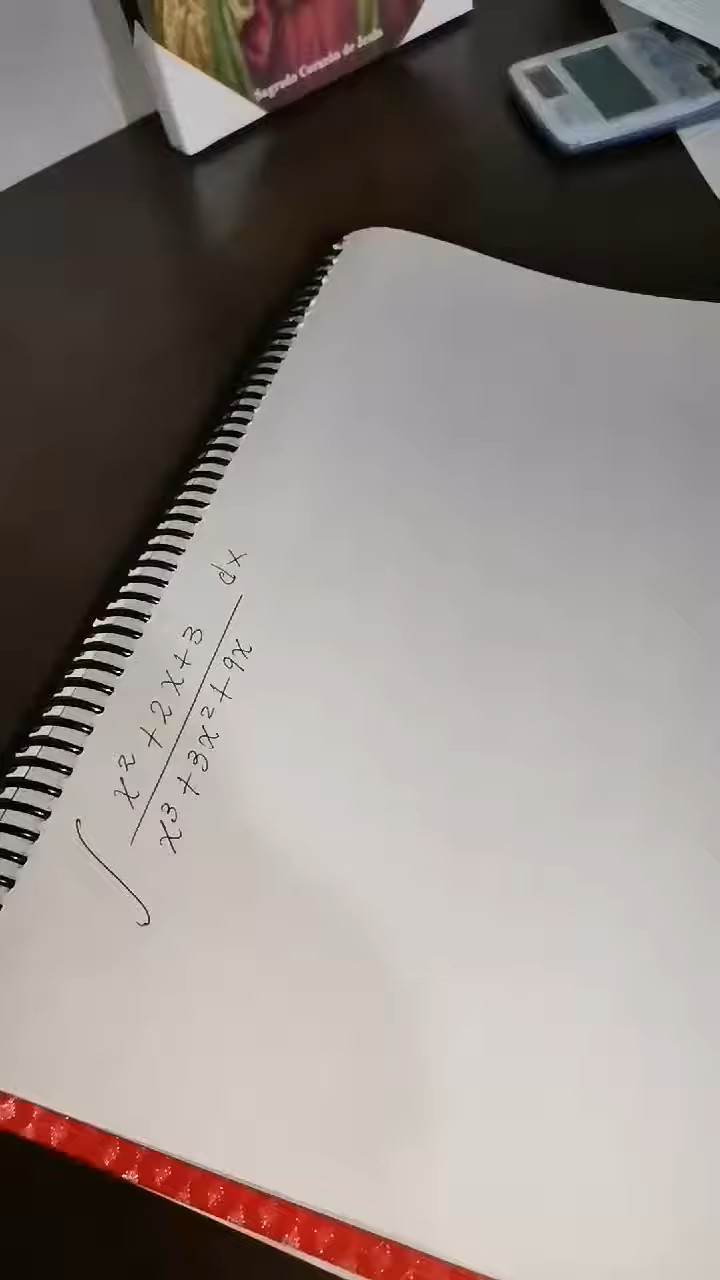 Sagrado Corazón de Jesús
∫ x² + 2x + 3 / x³ + 3x² + 9x dx